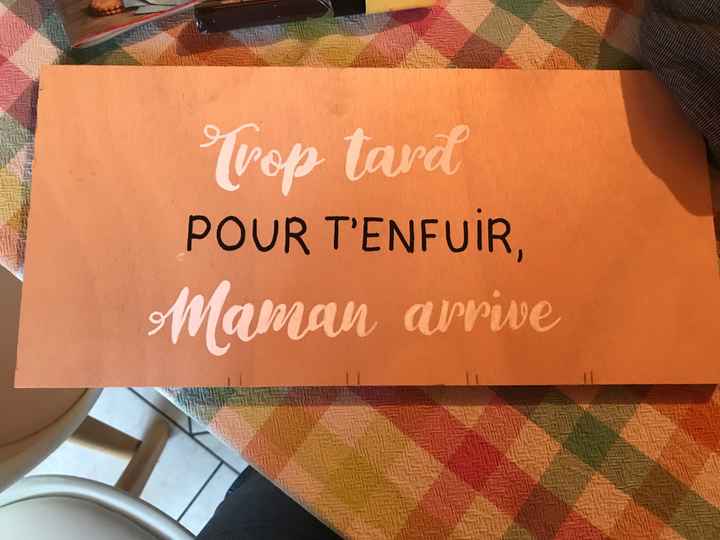 Trop tard
POUR T'ENFUIR,
Maman arrive